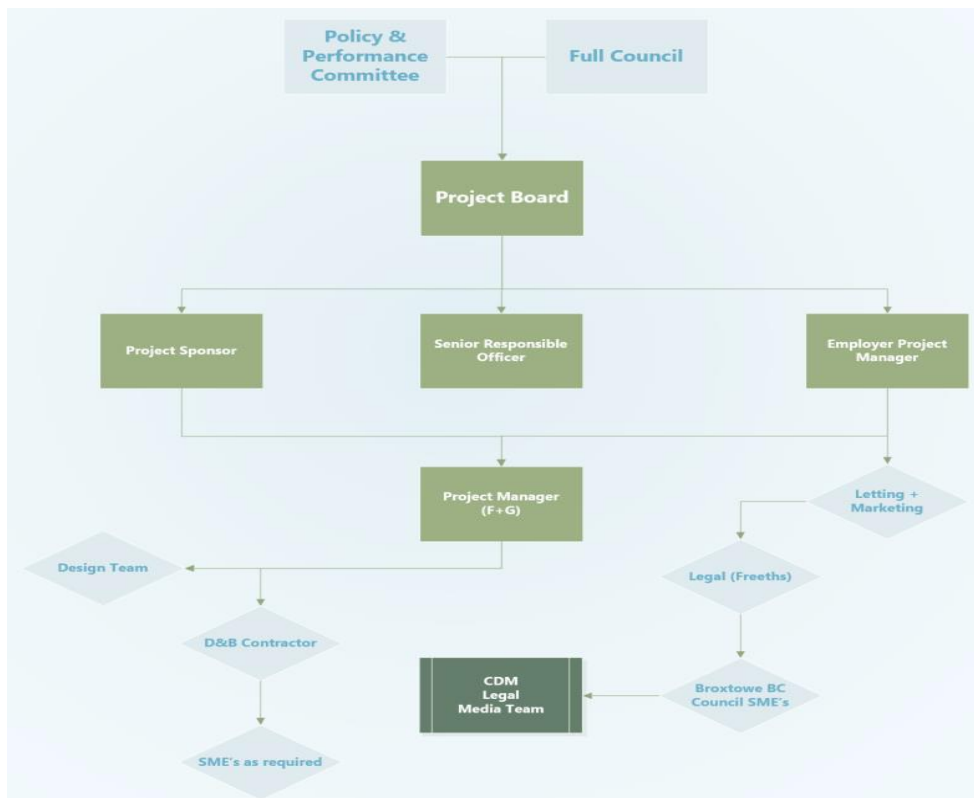 Policy &
Performance
Committee
Full Council
Project Board
Project Sponsor
Senior Responsible
Officer
Employer Project
Manager
Project Manager
(F+G)
Letting +
Marketing
Design Team
Legal (Freeths)
D&B Contractor
CDM
Legal
Media Team
Broxtowe BC
Council SME's
SME's as required